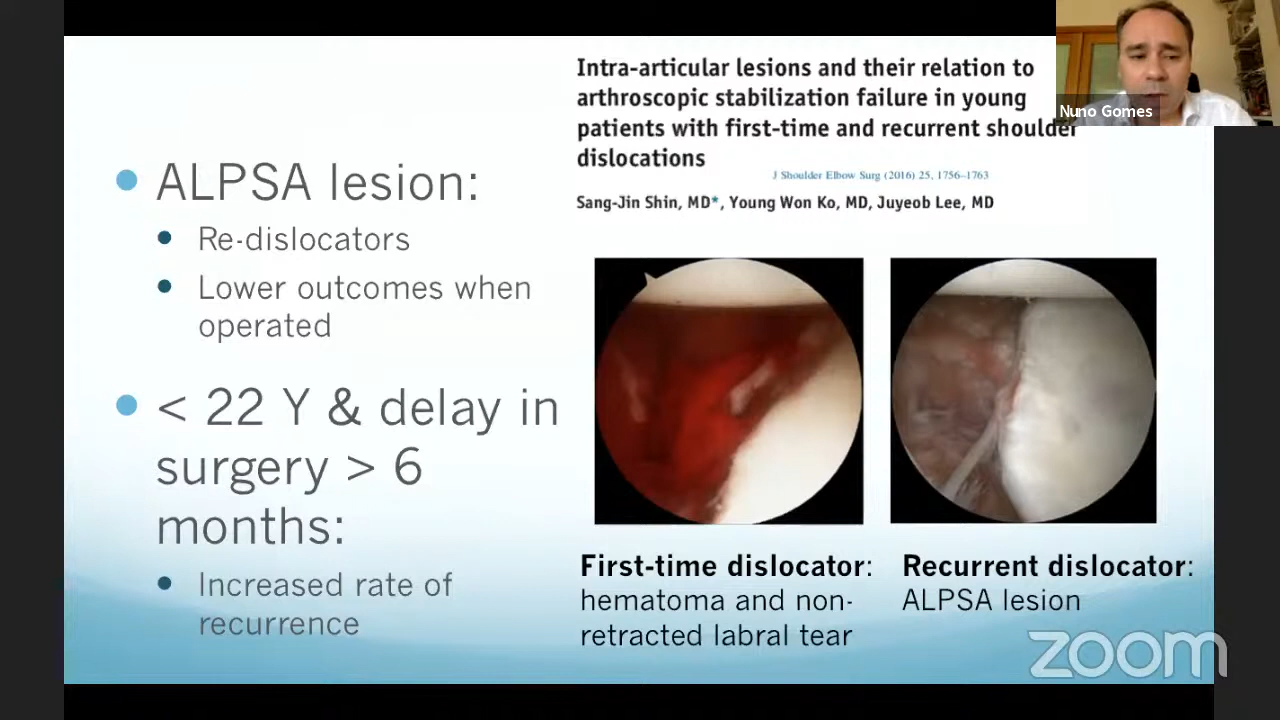 Intra-articular lesions and their relation to
arthroscopic stabilization failure in young
patients with first-time and recurrent shoulder
dislocations
J Shoulder Elbow Surg (2016) 25, 1756–1763
Sang-Jin Shin, MD*, Young Won Ko, MD, Juyeob Lee, MD
Nuno Gomes
ALPSA lesion:
Re-dislocators
Lower outcomes when
operated
< 22 Y & delay in
surgery > 6
months:
Increased rate of
recurrence
First-time dislocator:
hematoma and non-
retracted labral tear
Recurrent dislocator:
ALPSA lesion
zoom